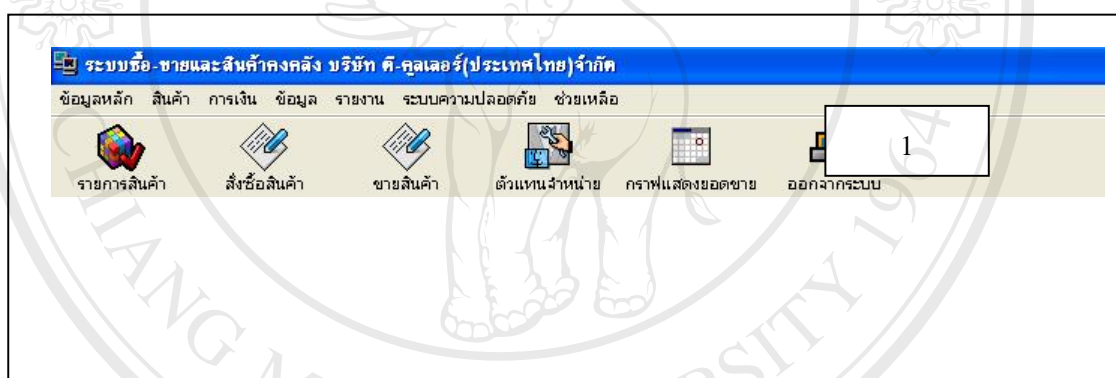 ระบบซื้อ-ขายและสินค้าคงคลัง บริษัท ดี-คูลเลอร์(ประเทศไทย)จำกัด
ข้อมูลหลัก สินค้า การเงิน ข้อมูล รายงาน ระบบความปลอดภัย ช่วยเหลือ
1
รายการสินค้า สั่งซื้อสินค้า ขายสินค้า ตัวแทนจำหน่าย กราฟแสดงยอดขาย ออกจากระบบ
CHIANG MAI UNIVERSITY 1964